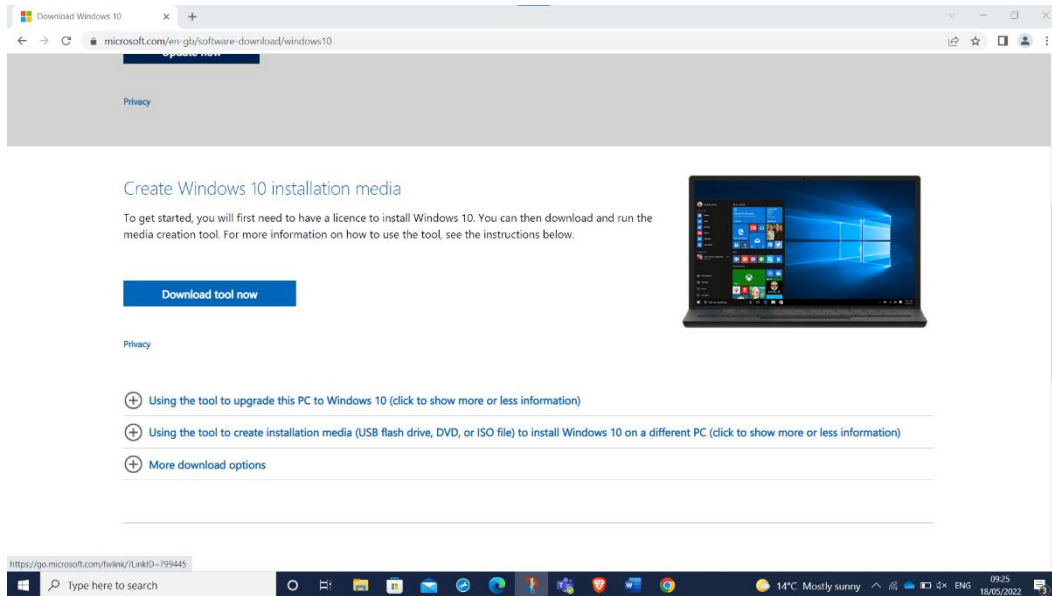 Download Windows 10
microsoft.com/en-gb/software-download/windows10
Update now
Privacy
Create Windows 10 installation media
To get started, you will first need to have a licence to install Windows 10. You can then download and run the
media creation tool. For more information on how to use the tool, see the instructions below.
Download tool now
Privacy
Using the tool to upgrade this PC to Windows 10 (click to show more or less information)
Using the tool to create installation media (USB flash drive, DVD, or ISO file) to install Windows 10 on a different PC (click to show more or less information)
More download options
https://go.microsoft.com/fwlink/?LinkID=799445
Type here to search
14°C Mostly sunny
ENG
09:25
18/05/2022